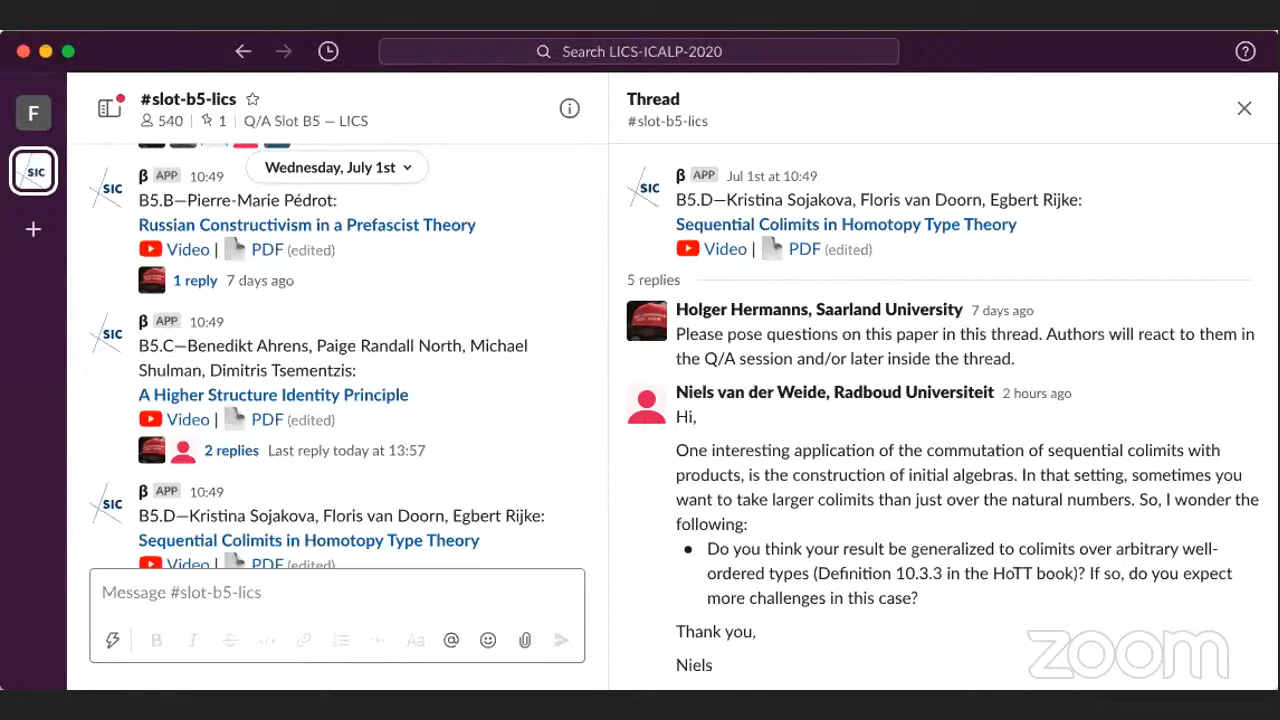 Search LICS-ICALP-2020
F
SIC
#slot-b5-lics
540 | 1 | Q/A Slot B5 — LICS
Wednesday, July 1st
SIC
β APP 10:49
B5.B—Pierre-Marie Pédrot:
Russian Constructivism in a Prefascist Theory
Video | PDF (edited)
1 reply 7 days ago
SIC
β APP 10:49
B5.C—Benedikt Ahrens, Paige Randall North, Michael
Shulman, Dimitris Tsementzis:
A Higher Structure Identity Principle
Video | PDF (edited)
2 replies Last reply today at 13:57
SIC
β APP 10:49
B5.D—Kristina Sojakova, Floris van Doorn, Egbert Rijke:
Sequential Colimits in Homotopy Type Theory
Video | PDF (edited)
Message #slot-b5-lics
B I S Aa @
Thread
#slot-b5-lics
SIC
β APP Jul 1st at 10:49
B5.D—Kristina Sojakova, Floris van Doorn, Egbert Rijke:
Sequential Colimits in Homotopy Type Theory
Video | PDF (edited)
5 replies
Holger Hermanns, Saarland University 7 days ago
Please pose questions on this paper in this thread. Authors will react to them in
the Q/A session and/or later inside the thread.
Niels van der Weide, Radboud Universiteit 2 hours ago
Hi,
One interesting application of the commutation of sequential colimits with
products, is the construction of initial algebras. In that setting, sometimes you
want to take larger colimits than just over the natural numbers. So, I wonder the
following:
• Do you think your result be generalized to colimits over arbitrary well-
ordered types (Definition 10.3.3 in the HoTT book)? If so, do you expect
more challenges in this case?
Thank you,
Niels
zoom